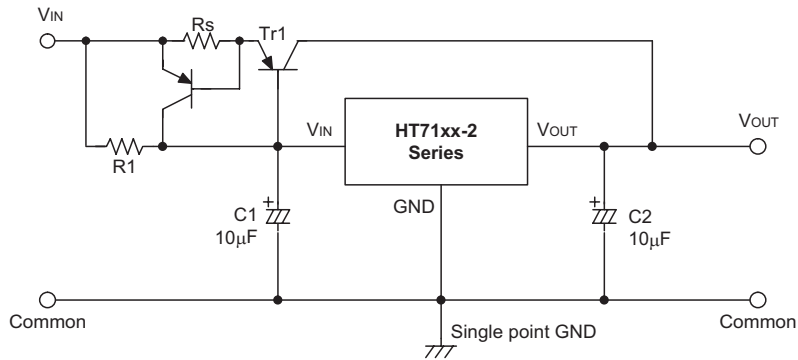 VIN
Rs
Tr1
R1
VIN
HT71xx-2
Series
VOUT
VOUT
GND
C1
10μF
+
C2
10μF
+
Common
Single point GND
Common